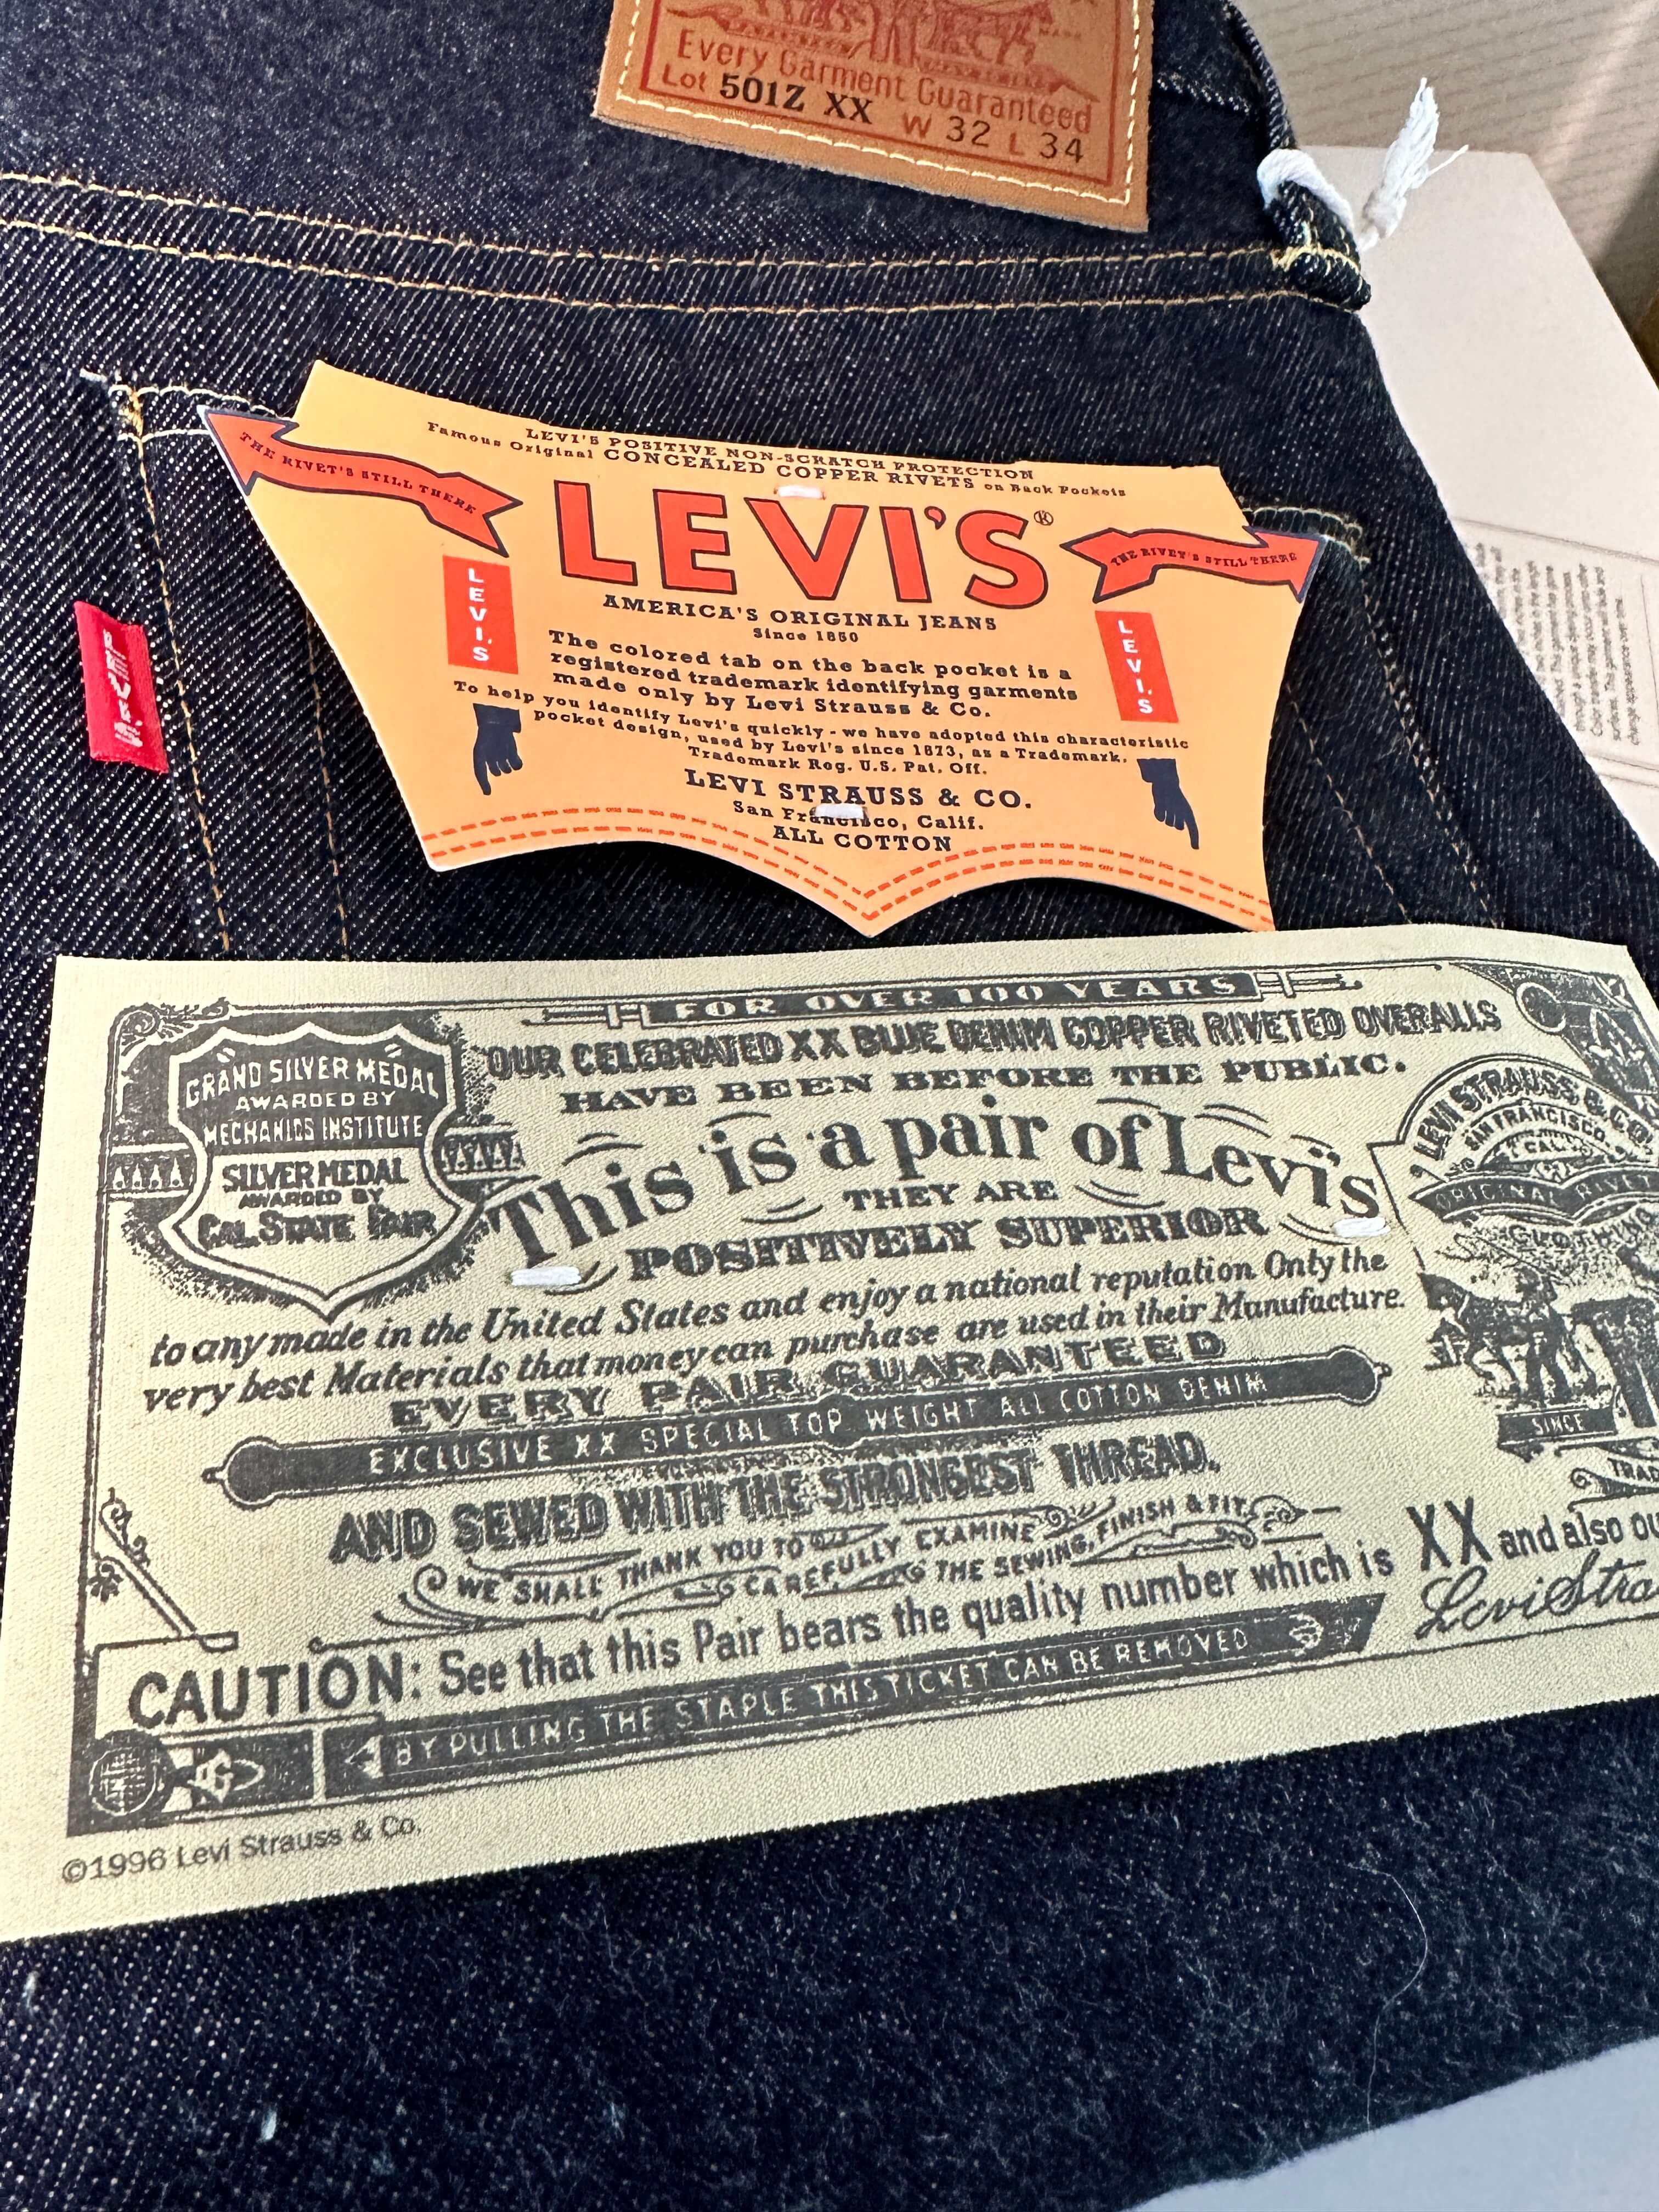 Every Garment Guaranteed
Lot 501Z XX W 32 L 34
LEVI'S POSITIVE NON-SCRATCH PROTECTION
Famous Original CONCEALED COPPER RIVETS on Back Pockets
THE RIVET'S STILL THERE
LEVI'S®
THE RIVET'S STILL THERE
LEVI'S
LEVI'S
LEVI'S
AMERICA'S ORIGINAL JEANS
Since 1850
The colored tab on the back pocket is a
registered trademark identifying garments
made only by Levi Strauss & Co.
To help you identify Levi's quickly - we have adopted this characteristic
pocket design, used by Levi's since 1873, as a Trademark.
Trademark Reg. U.S. Pat. Off.
LEVI STRAUSS & CO.
San Francisco, Calif.
ALL COTTON
FOR OVER 100 YEARS
OUR CELEBRATED XX BLUE DENIM COPPER RIVETED OVERALLS
HAVE BEEN BEFORE THE PUBLIC.
GRAND SILVER MEDAL
AWARDED BY
MECHANICS INSTITUTE
SILVER MEDAL
AWARDED BY
CAL. STATE FAIR
This is a pair of Levi's
THEY ARE
POSITIVELY SUPERIOR
to any made in the United States and enjoy a national reputation Only the
very best Materials that money can purchase are used in their Manufacture.
EVERY PAIR GUARANTEED
EXCLUSIVE XX SPECIAL TOP WEIGHT ALL COTTON DENIM
AND SEWED WITH THE STRONGEST THREAD.
WE SHALL THANK YOU TO
CAREFULLY EXAMINE
THE SEWING, FINISH & FIT.
LEVI STRAUSS & CO
SAN FRANCISCO
CAL.
ORIGINAL RIVET
CLOTHING
SINCE
TRAD
CAUTION: See that this Pair bears the quality number which is XX and also ou
Levi Stra
BY PULLING THE STAPLE THIS TICKET CAN BE REMOVED
©1996 Levi Strauss & Co.